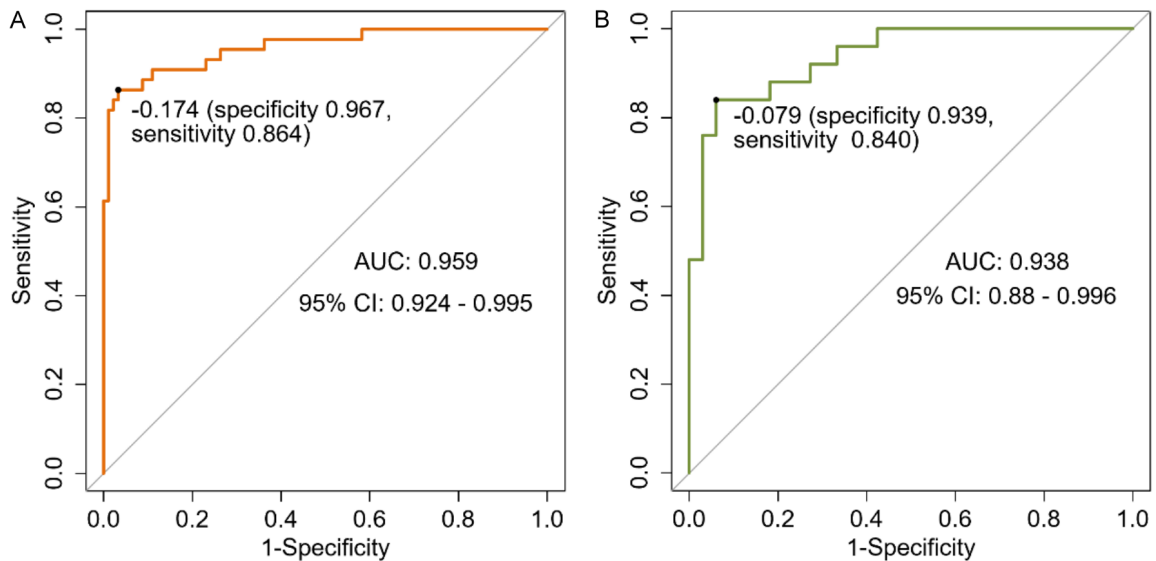 A
1.0
0.8
0.6
0.4
0.2
0.0
Sensitivity
-0.174 (specificity 0.967,
sensitivity 0.864)
AUC: 0.959
95% CI: 0.924 - 0.995
0.0 0.2 0.4 0.6 0.8 1.0
1-Specificity
B
1.0
0.8
0.6
0.4
0.2
0.0
Sensitivity
-0.079 (specificity 0.939,
sensitivity 0.840)
AUC: 0.938
95% CI: 0.88 - 0.996
0.0 0.2 0.4 0.6 0.8 1.0
1-Specificity